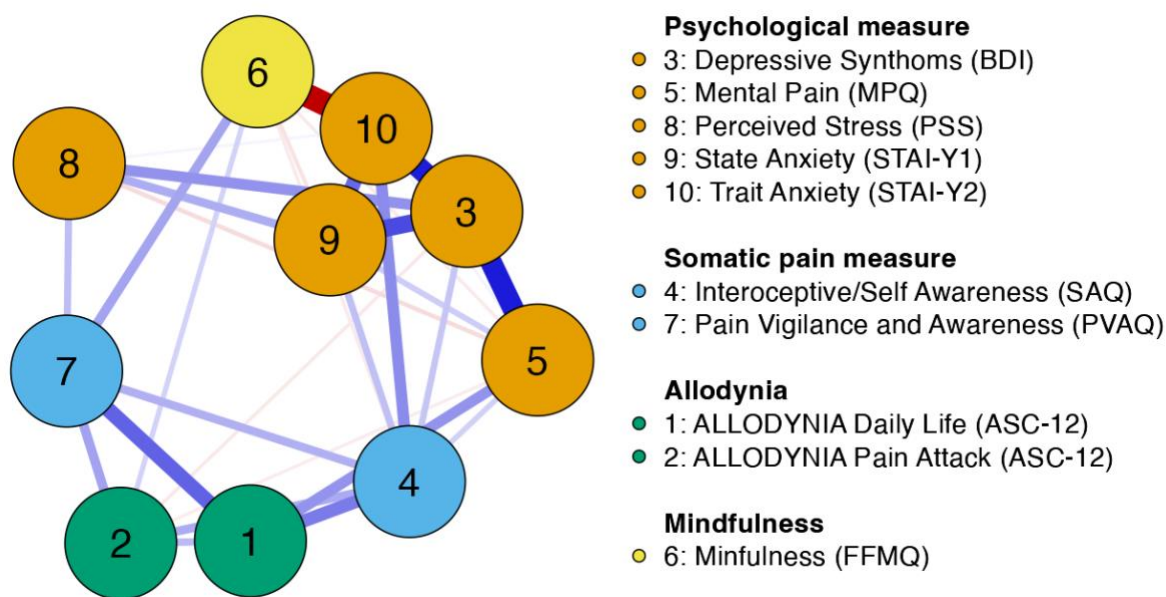 6
10
8
3
9
5
7
4
2
1
Psychological measure
3: Depressive Synthoms (BDI)
5: Mental Pain (MPQ)
8: Perceived Stress (PSS)
9: State Anxiety (STAI-Y1)
10: Trait Anxiety (STAI-Y2)
Somatic pain measure
4: Interoceptive/Self Awareness (SAQ)
7: Pain Vigilance and Awareness (PVAQ)
Allodynia
1: ALLODYNIA Daily Life (ASC-12)
2: ALLODYNIA Pain Attack (ASC-12)
Mindfulness
6: Minfulness (FFMQ)